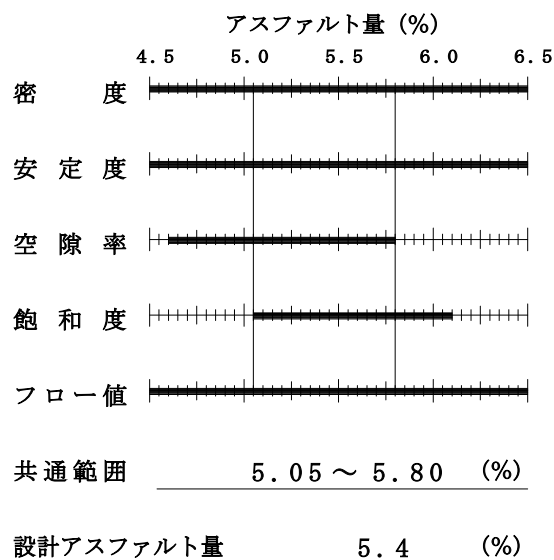 アスファルト量 (%)
4.5 5.0 5.5 6.0 6.5
密度
安定度
空隙率
飽和度
フロー値
共通範囲 5.05～5.80 (%)
設計アスファルト量 5.4 (%)